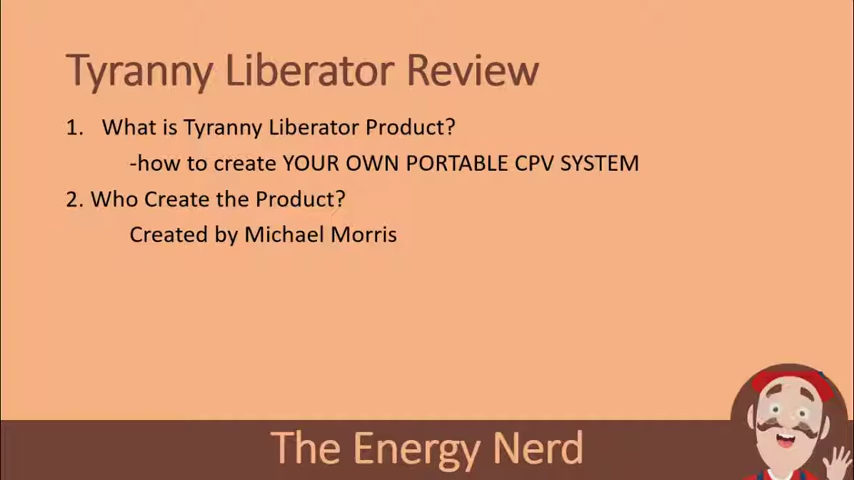 Tyranny Liberator Review
1. What is Tyranny Liberator Product?
-how to create YOUR OWN PORTABLE CPV SYSTEM
2. Who Create the Product?
Created by Michael Morris
The Energy Nerd